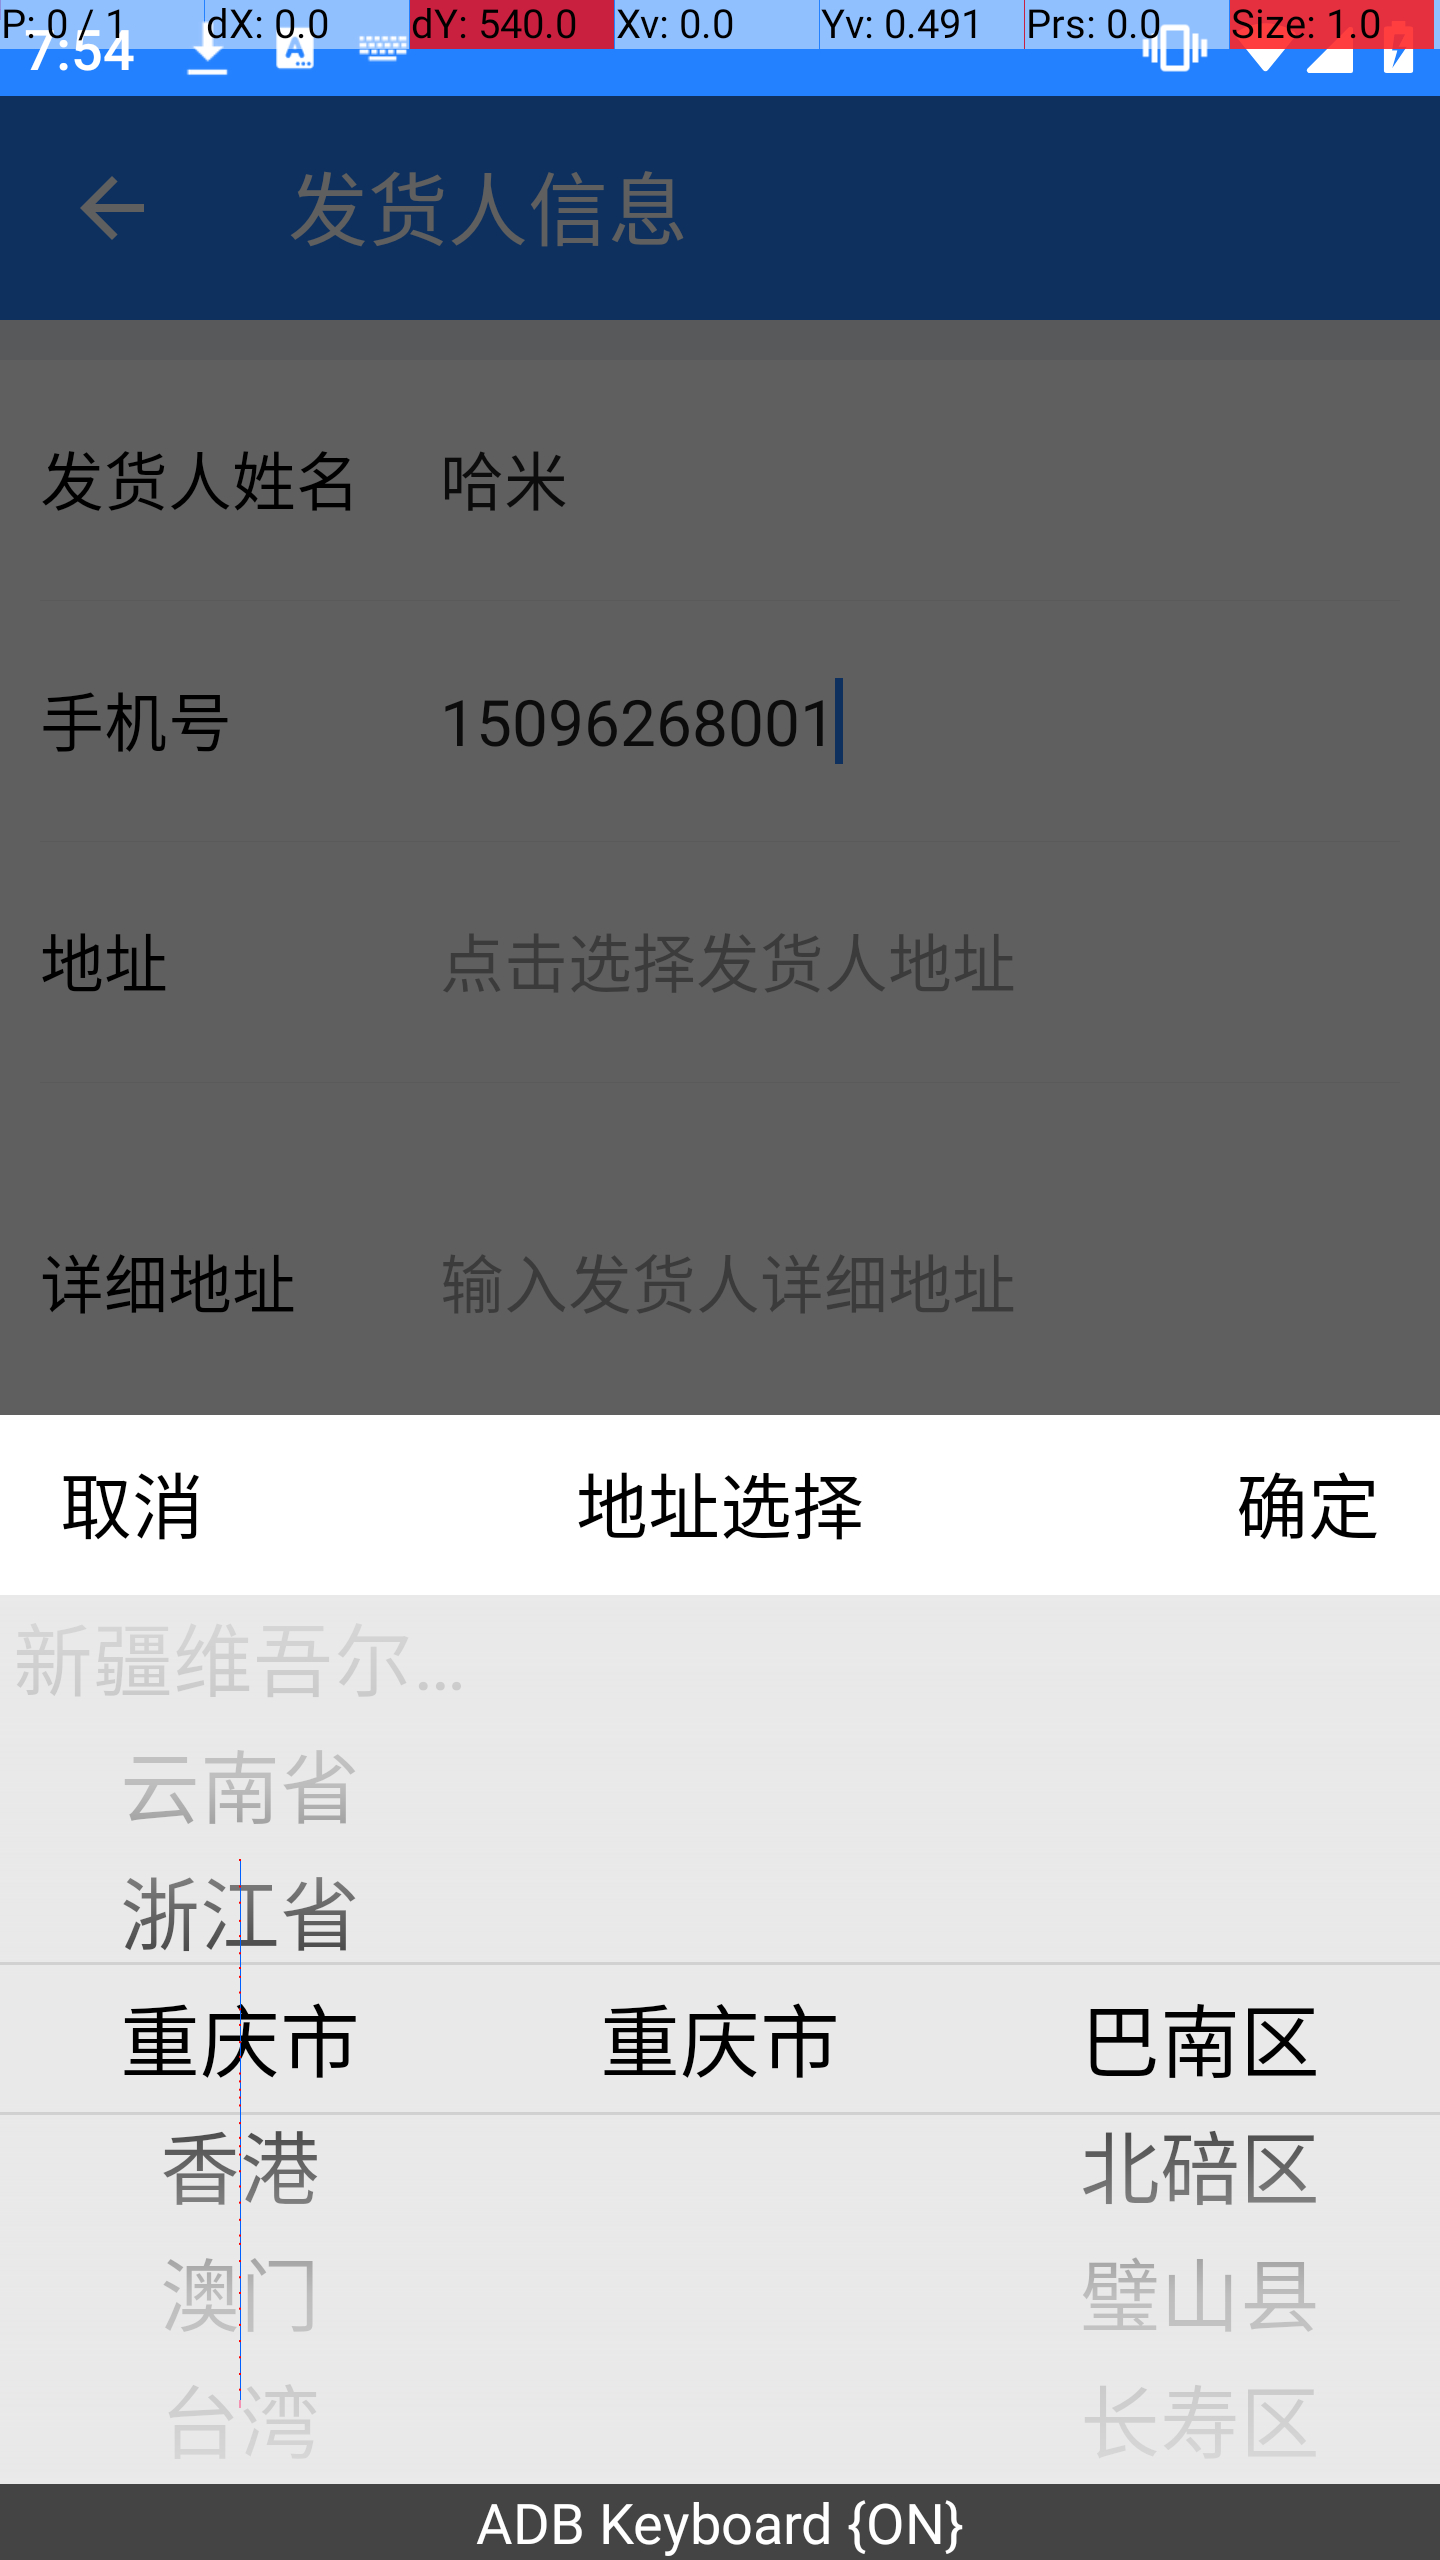 P: 0 / 1 dX: 0.0 dY: 540.0 Xv: 0.0 Yv: 0.491 Prs: 0.0 Size: 1.0
7:54
发货人信息
发货人姓名 哈米
手机号 15096268001
地址 点击选择发货人地址
详细地址 输入发货人详细地址
取消 地址选择 确定
新疆维吾尔...
云南省
浙江省
重庆市 重庆市 巴南区
香港 北碚区
澳门 璧山县
台湾 长寿区
ADB Keyboard {ON}